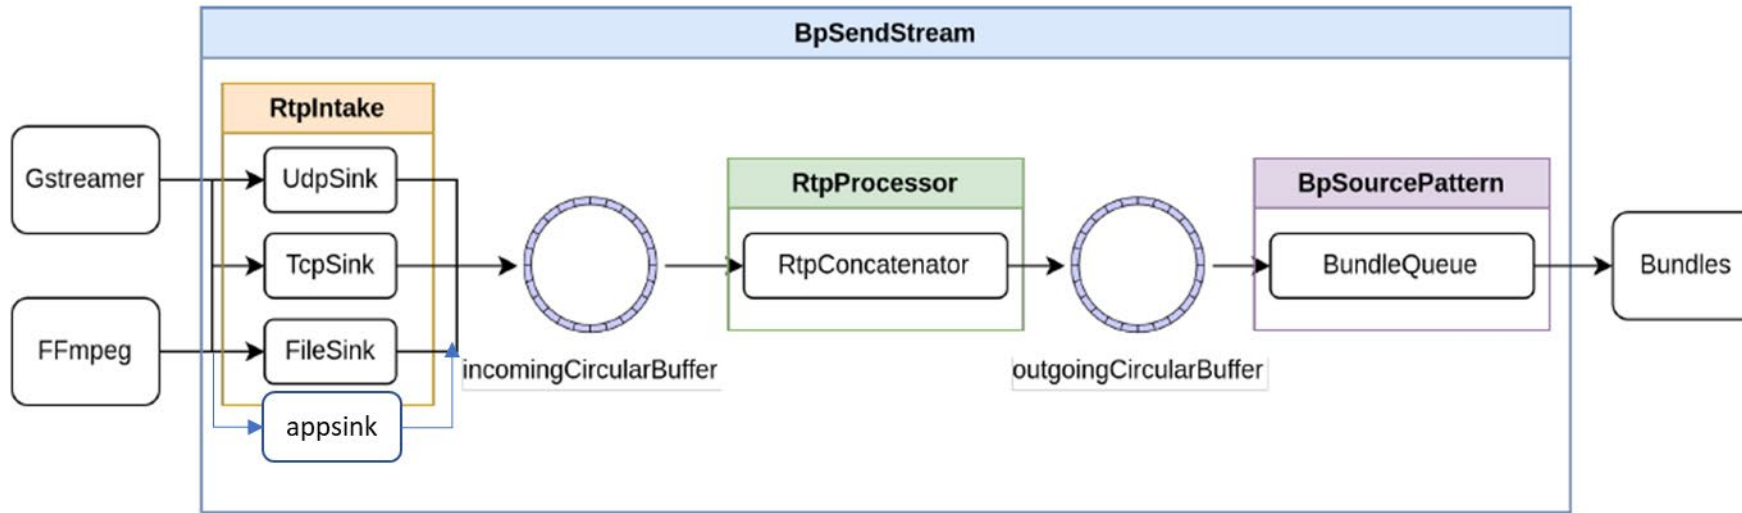 BpSendStream
RtpIntake
Gstreamer
UdpSink
TcpSink
FFmpeg
FileSink
appsink
incomingCircularBuffer
RtpProcessor
RtpConcatenator
outgoingCircularBuffer
BpSourcePattern
BundleQueue
Bundles